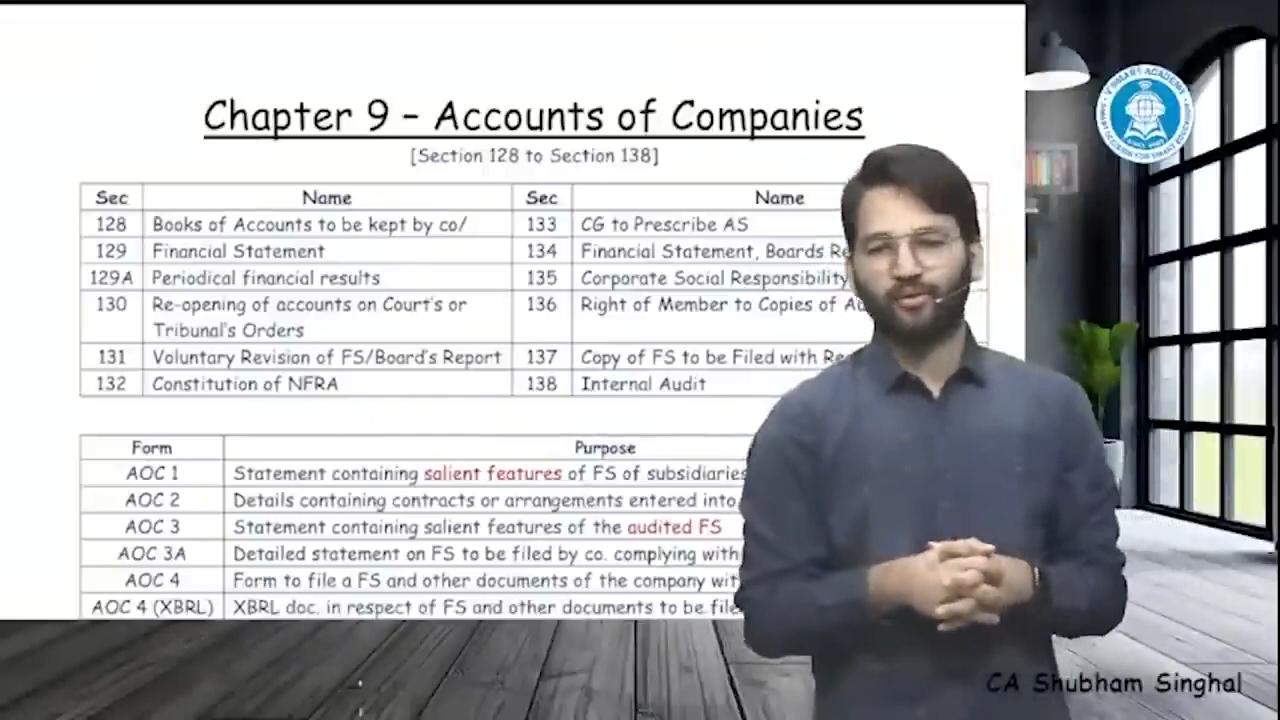 Chapter 9 – Accounts of Companies
[Section 128 to Section 138]
Sec Name Sec Name
128 Books of Accounts to be kept by co/ 133 CG to Prescribe AS
129 Financial Statement 134 Financial Statement, Boards
129A Periodical financial results 135 Corporate Social Responsibility
130 Re-opening of accounts on Court's or 136 Right of Member to Copies of
Tribunal's Orders
131 Voluntary Revision of FS/Board's Report 137 Copy of FS to be Filed with
132 Constitution of NFRA 138 Internal Audit
Form Purpose
AOC 1 Statement containing salient features of FS of subsidiaries
AOC 2 Details containing contracts or arrangements entered into
AOC 3 Statement containing salient features of the audited FS
AOC 3A Detailed statement on FS to be filed by co. complying with
AOC 4 Form to file a FS and other documents of the company
AOC 4 (XBRL) XBRL doc. in respect of FS and other documents to be
V'SMART ACADEMY
CA Shubham Singhal